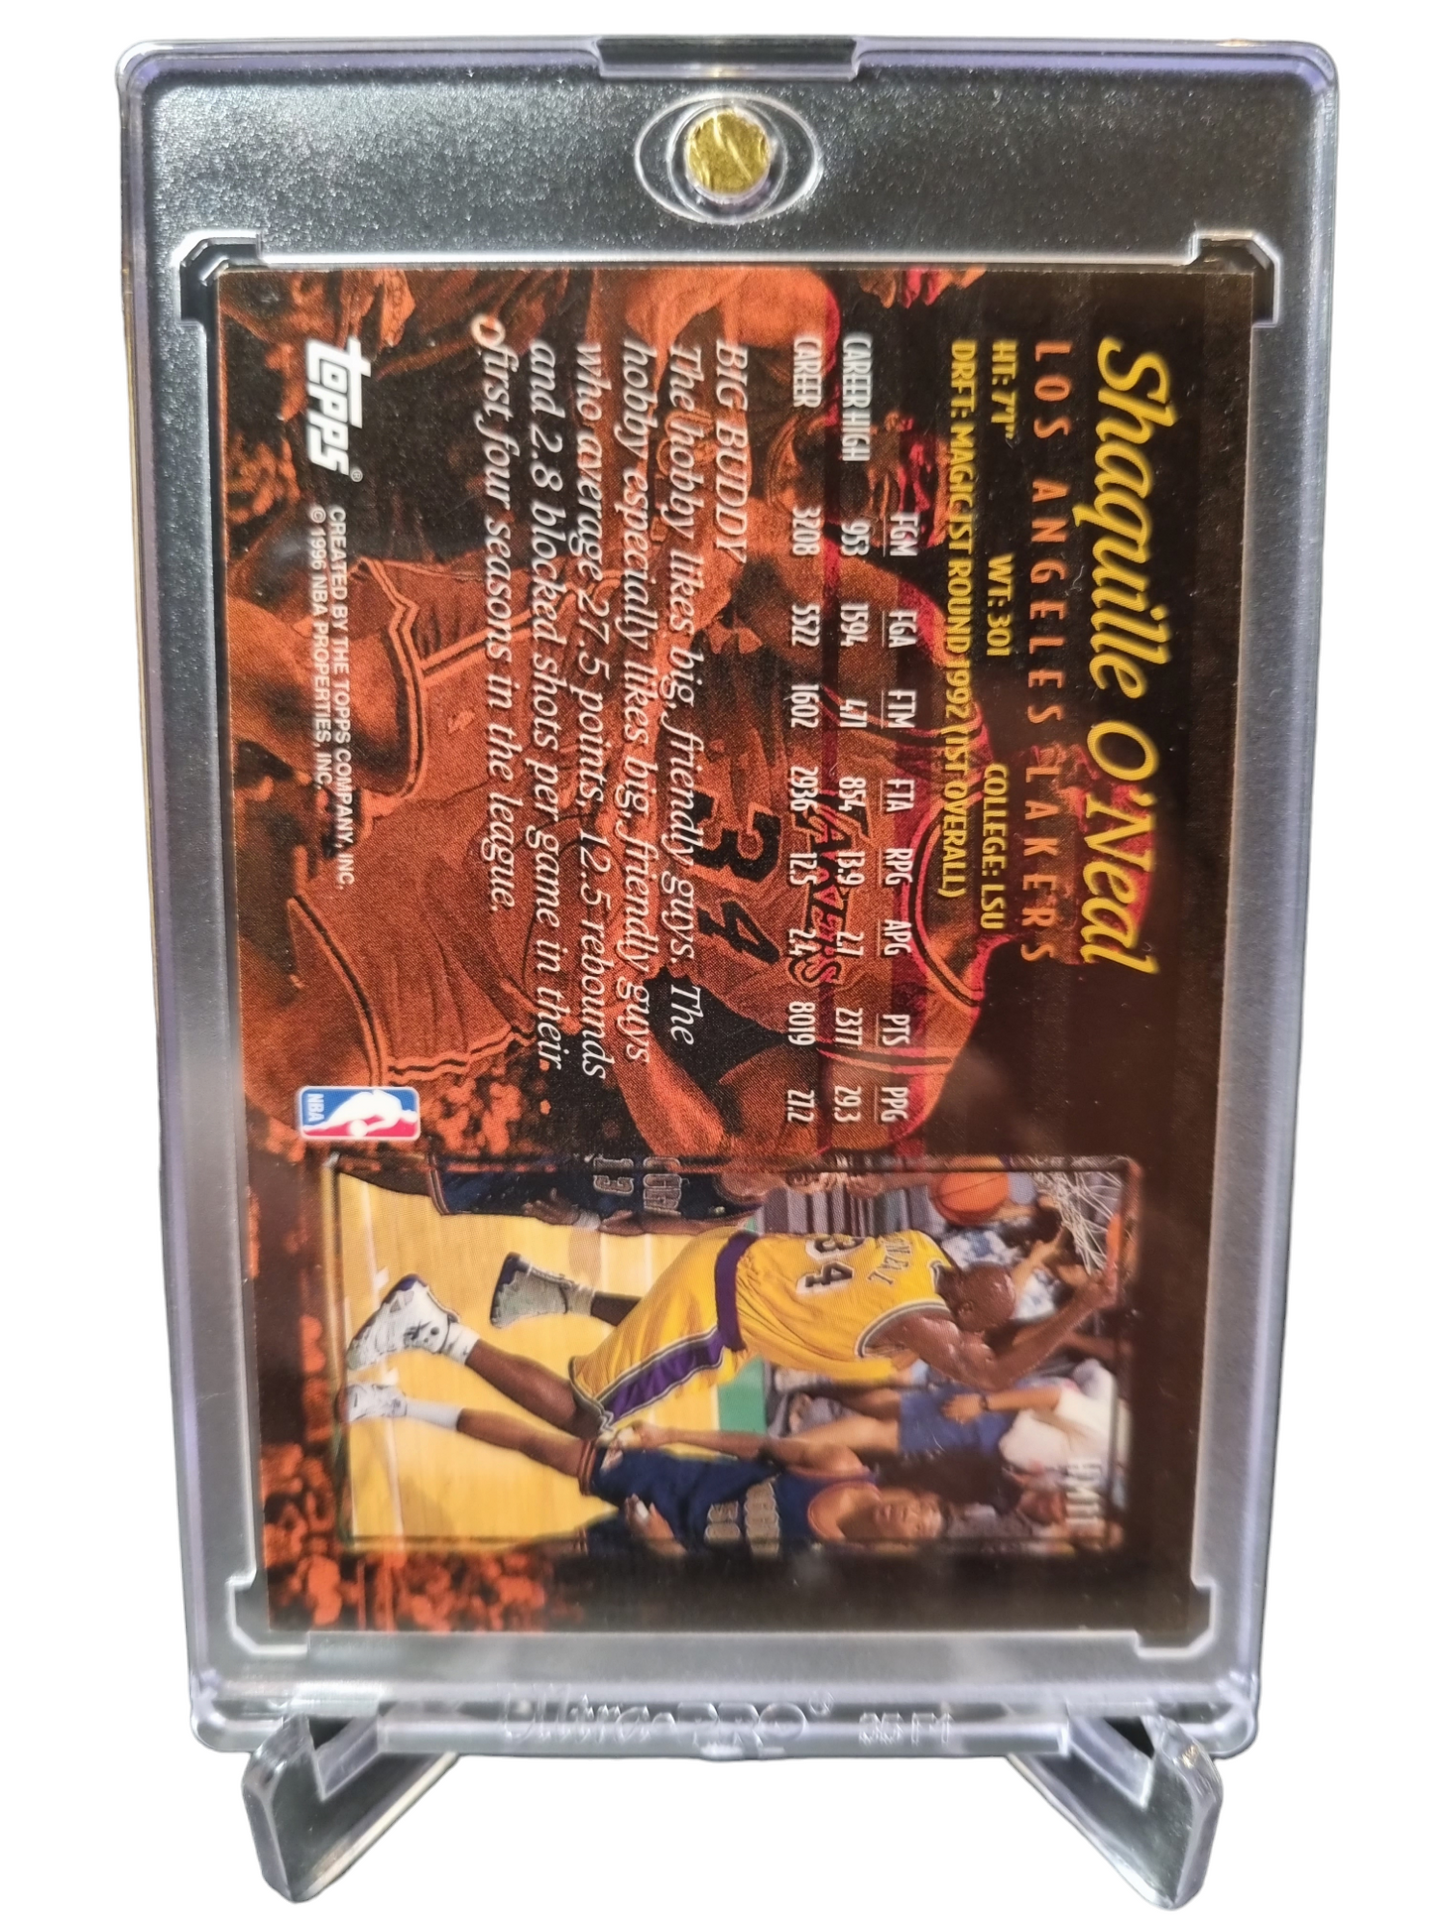 Shaquille O'Neal
LOS ANGELES LAKERS
HT: 7'1" WT: 301 COLLEGE: LSU
DRFT: MAGIC 1ST ROUND 1992 (1ST OVERALL)
FGM FGA FTM FTA RPG APG PTS PPG
CAREER HIGH 953 1594 471 854 13.9 2.7 2377 29.3
CAREER 3208 5522 1602 2936 12.5 2.4 8019 27.2
BIG BUDDY
The hobby likes big, friendly guys. The
hobby especially likes big, friendly guys
who average 27.5 points, 12.5 rebounds
and 2.8 blocked shots per game in their
first four seasons in the league.
topps® CREATED BY THE TOPPS COMPANY, INC.
© 1996 NBA PROPERTIES, INC.
NBA
LAKERS
34
O'NEAL
34
13
50
Ultra·PRO®